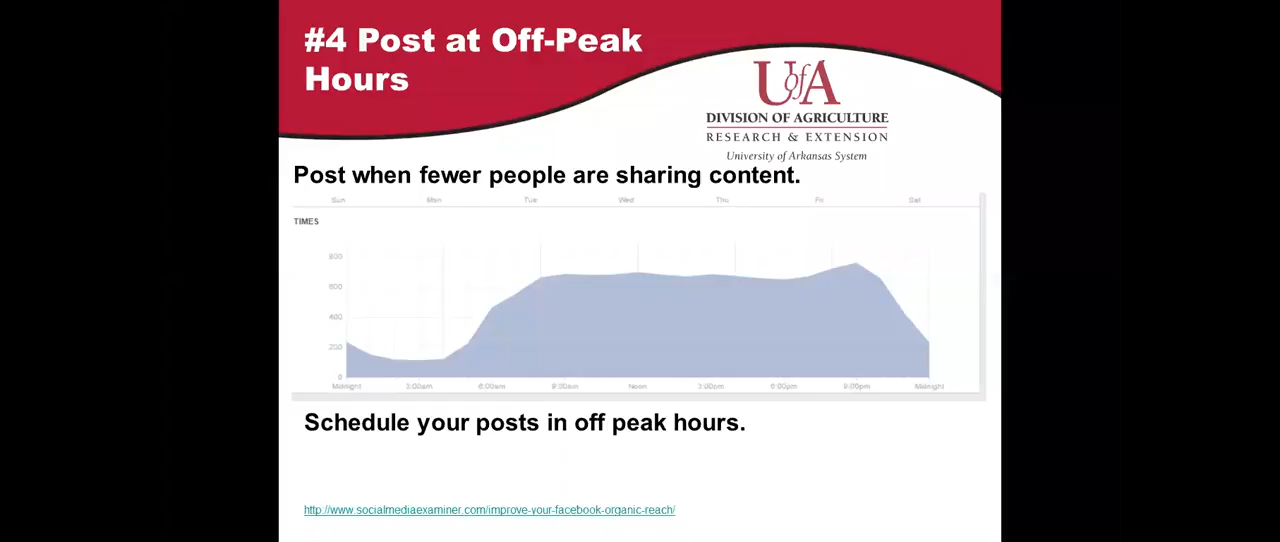 #4 Post at Off-Peak
Hours
UofA
DIVISION OF AGRICULTURE
RESEARCH & EXTENSION
University of Arkansas System
Post when fewer people are sharing content.
Sun Mon Tue Wed Thu Fri Sat
TIMES
800
600
400
200
0
Midnight 3:00am 6:00am 9:00am Noon 3:00pm 6:00pm 9:00pm Midnight
Schedule your posts in off peak hours.
http://www.socialmediaexaminer.com/improve-your-facebook-organic-reach/